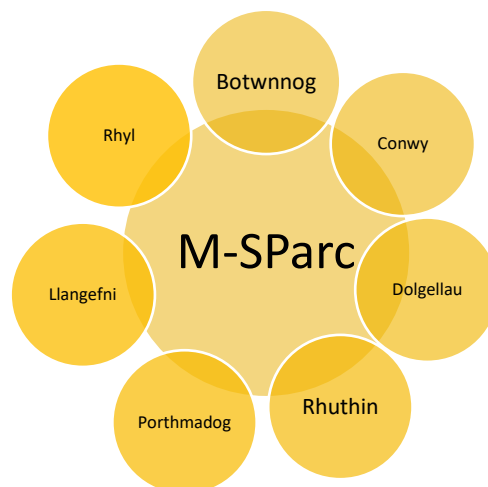 Botwnnog
Rhyl
Conwy
M-SParc
Dolgellau
Llangefni
Rhuthin
Porthmadog